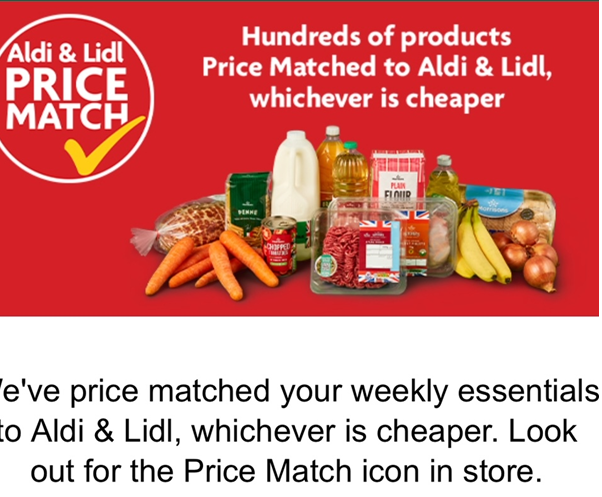 Aldi & Lidl
PRICE
MATCH
Hundreds of products
Price Matched to Aldi & Lidl,
whichever is cheaper
PENNE
CHOPPED
TOMATOES
PLAIN
FLOUR
e've price matched your weekly essentials
to Aldi & Lidl, whichever is cheaper. Look
out for the Price Match icon in store.